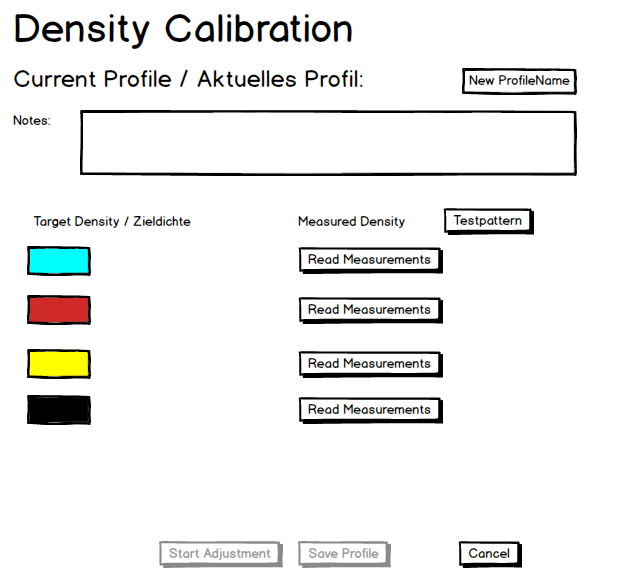 Density Calibration
Current Profile / Aktuelles Profil:
New ProfileName
Notes:
Target Density / Zieldichte
Measured Density
Testpattern
Read Measurements
Read Measurements
Read Measurements
Read Measurements
Start Adjustment
Save Profile
Cancel